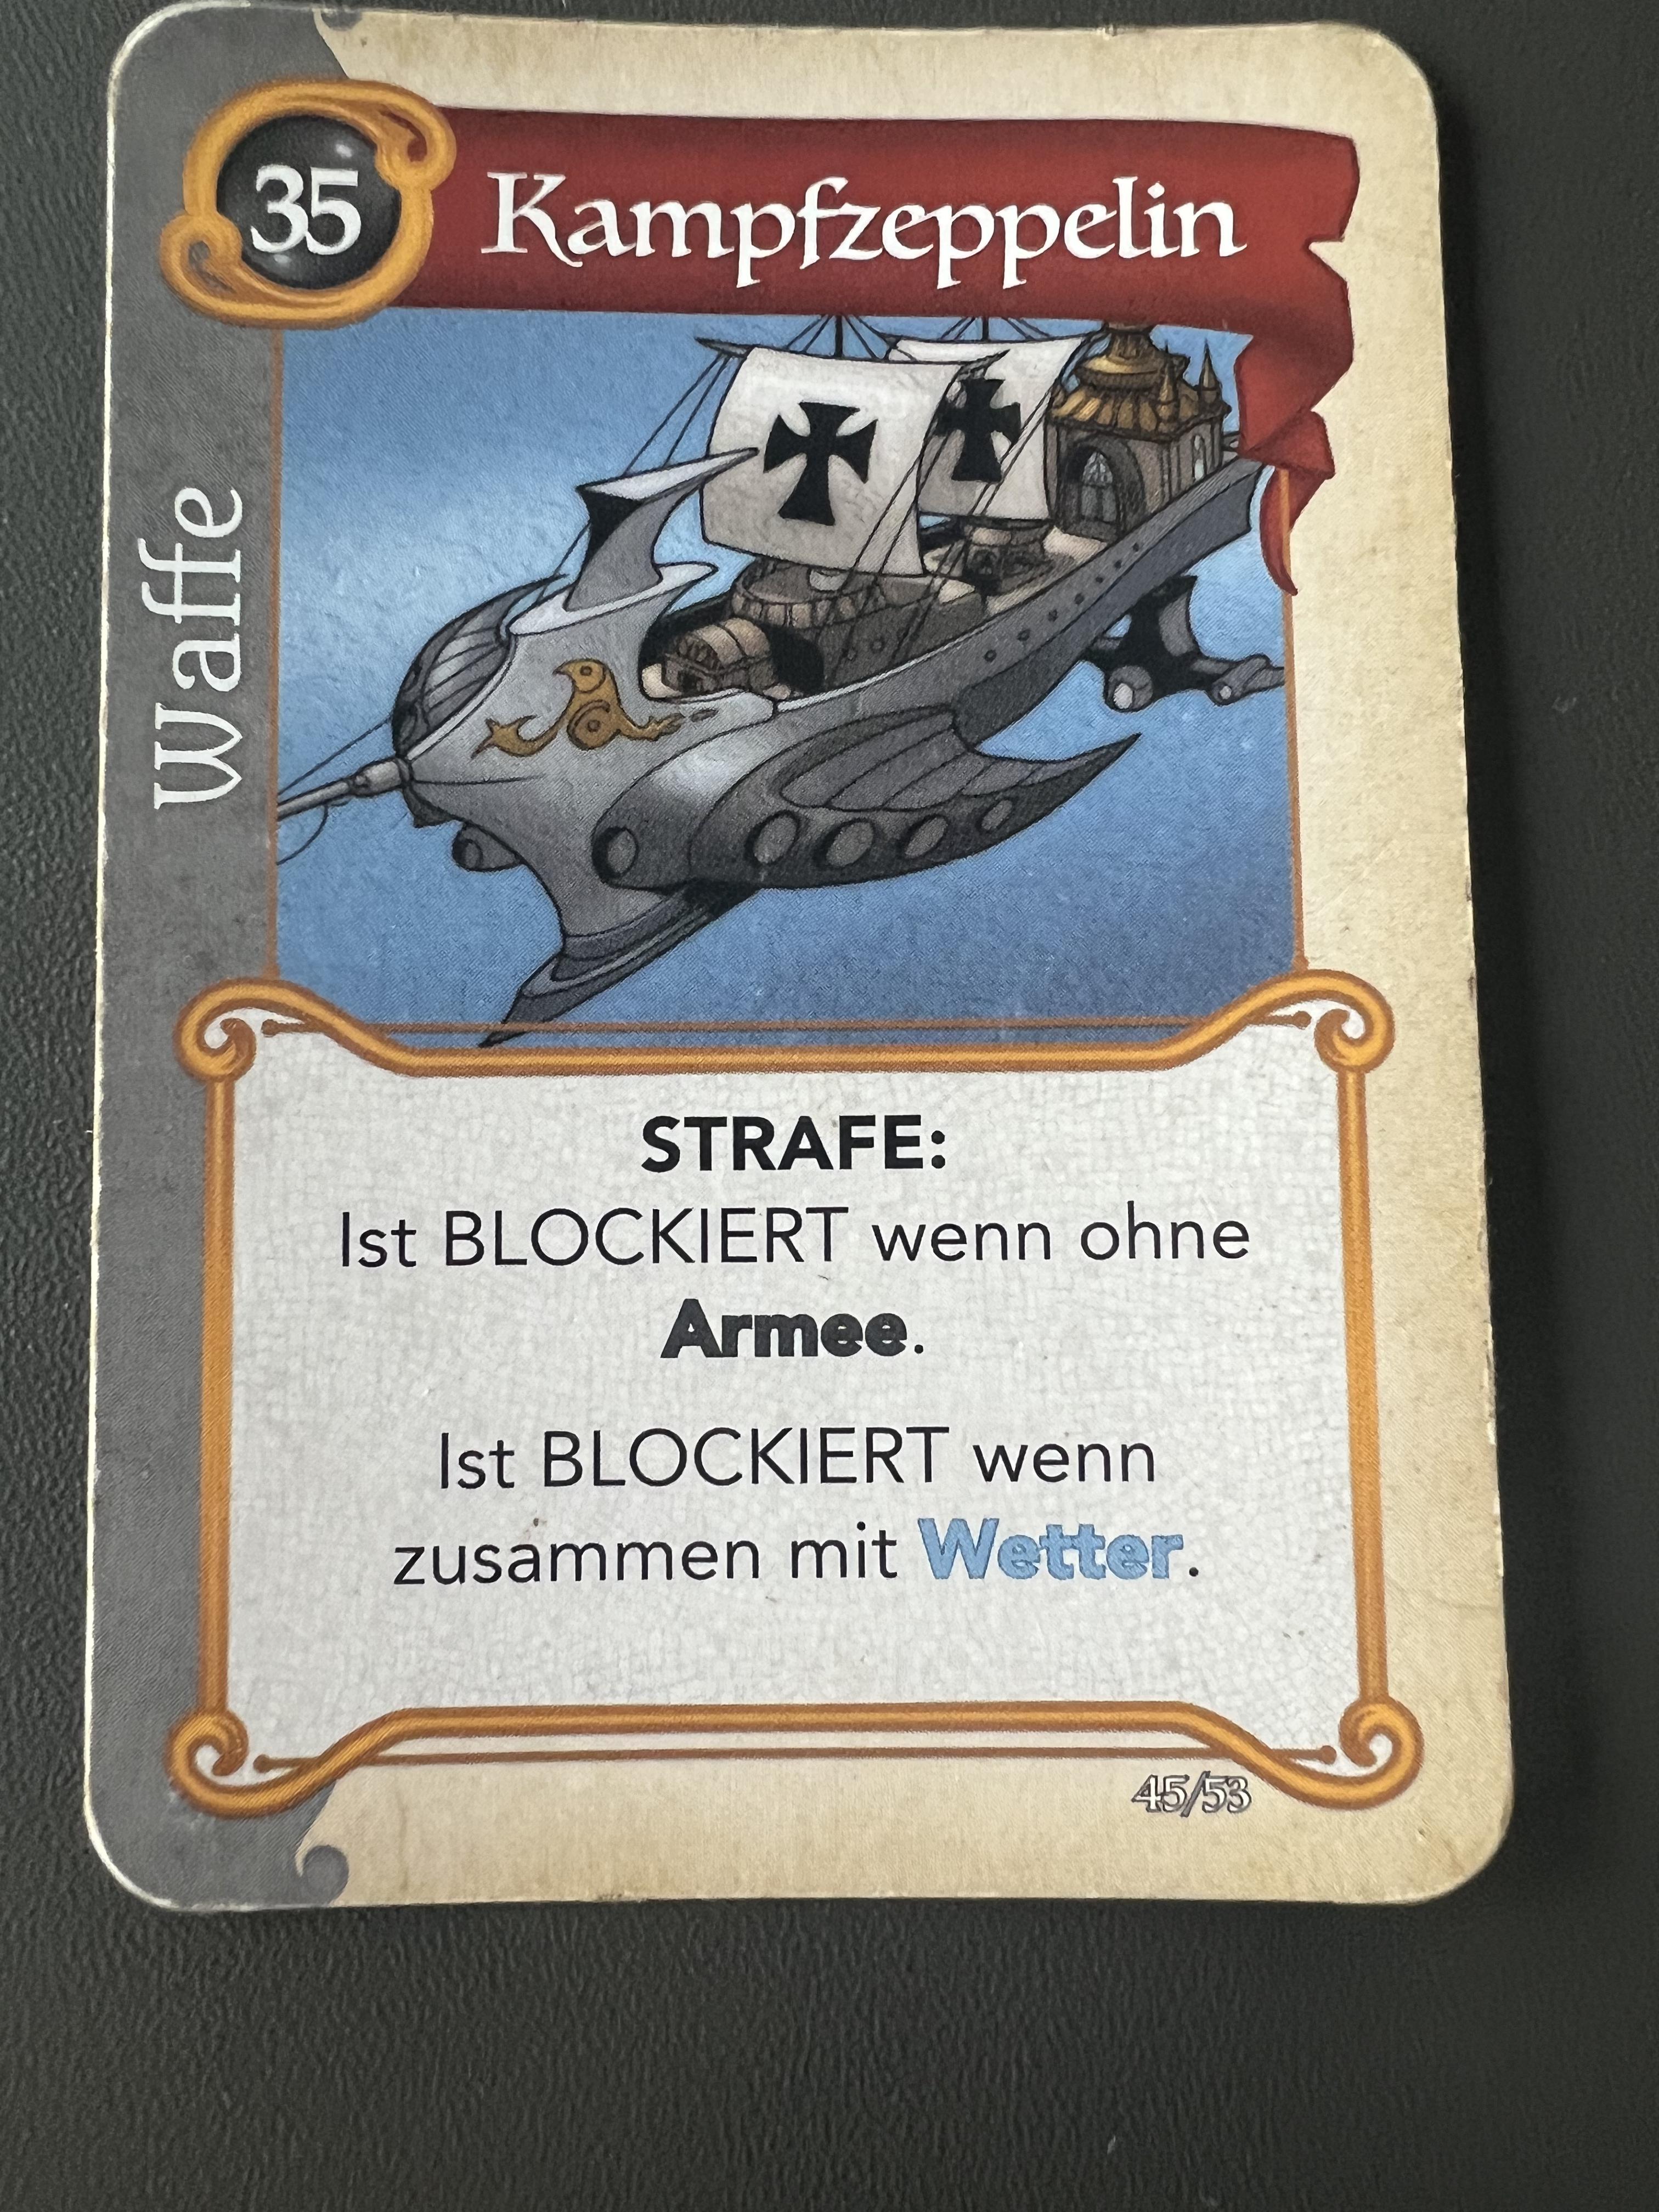 35
Kampfzeppelin
Waffe
STRAFE:
Ist BLOCKIERT wenn ohne
Armee.
Ist BLOCKIERT wenn
zusammen mit Wetter.
45/53